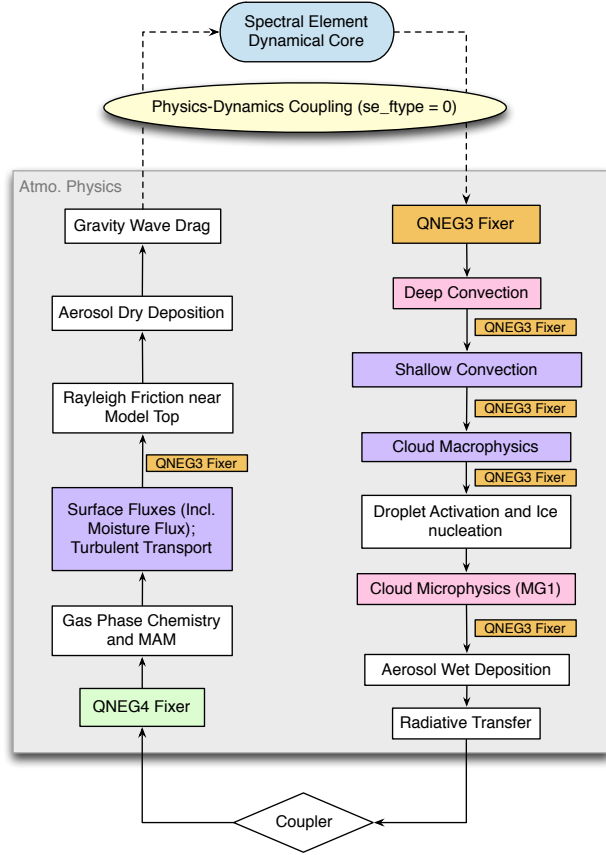 Spectral Element
Dynamical Core
Physics-Dynamics Coupling (se_ftype = 0)
Atmo. Physics
QNEG3 Fixer
Deep Convection
QNEG3 Fixer
Shallow Convection
QNEG3 Fixer
Cloud Macrophysics
QNEG3 Fixer
Droplet Activation and Ice
nucleation
Cloud Microphysics (MG1)
QNEG3 Fixer
Aerosol Wet Deposition
Radiative Transfer
Coupler
QNEG4 Fixer
Gas Phase Chemistry
and MAM
Surface Fluxes (Incl.
Moisture Flux);
Turbulent Transport
QNEG3 Fixer
Rayleigh Friction near
Model Top
Aerosol Dry Deposition
Gravity Wave Drag